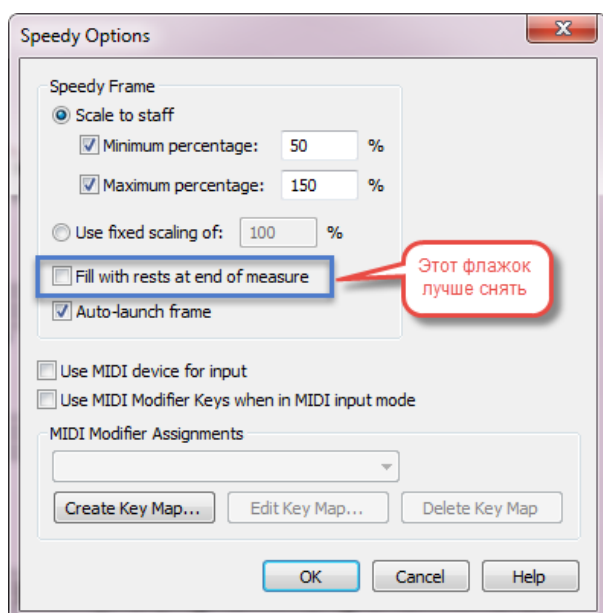 Speedy Options
Speedy Frame
Scale to staff
Minimum percentage: 50 %
Maximum percentage: 150 %
Use fixed scaling of: 100 %
Fill with rests at end of measure
Этот флажок
лучше снять
Auto-launch frame
Use MIDI device for input
Use MIDI Modifier Keys when in MIDI input mode
MIDI Modifier Assignments
Create Key Map... Edit Key Map... Delete Key Map
OK Cancel Help